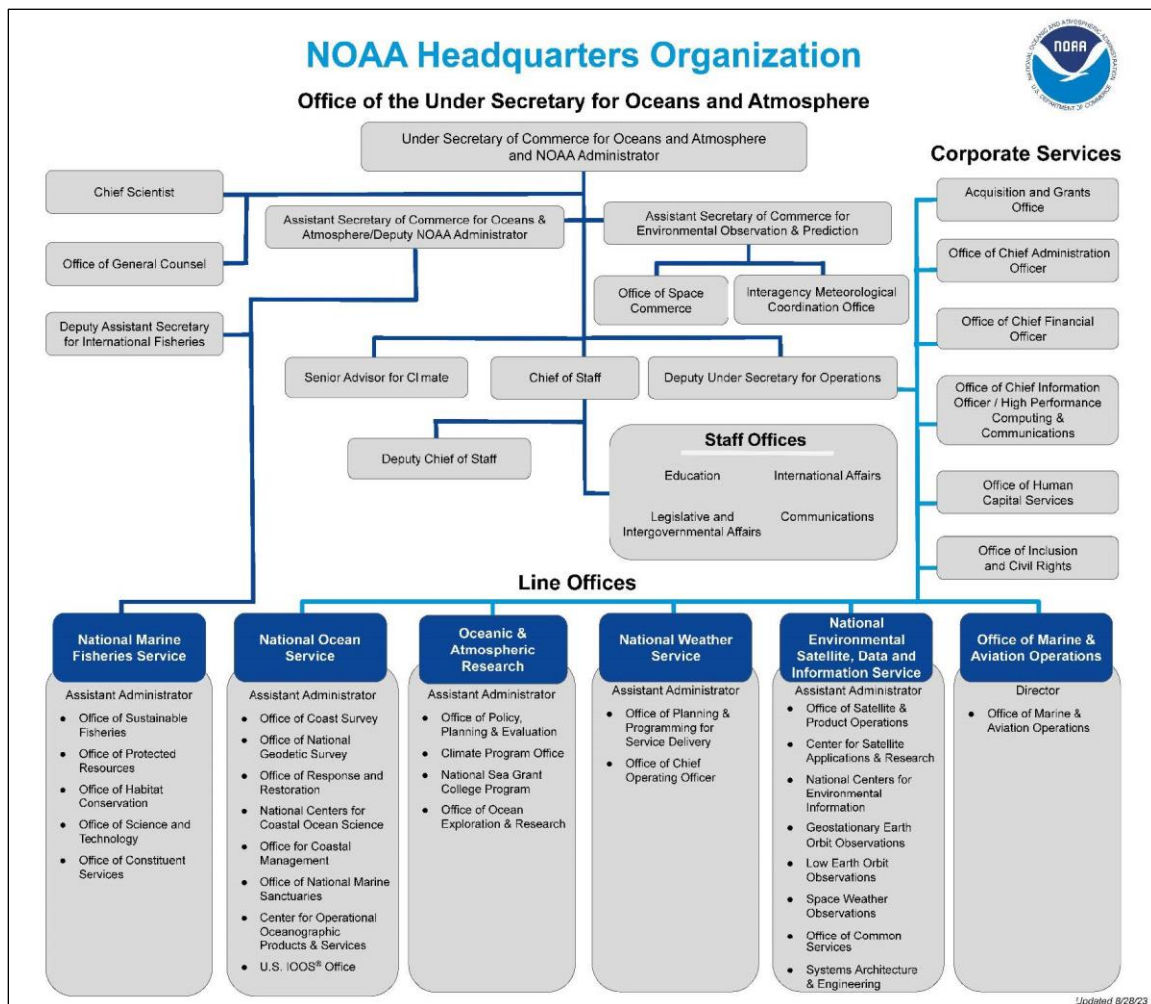 NOAA Headquarters Organization
NATIONAL OCEANIC AND ATMOSPHERIC ADMINISTRATION
NOAA
U.S. DEPARTMENT OF COMMERCE
Office of the Under Secretary for Oceans and Atmosphere
Under Secretary of Commerce for Oceans and Atmosphere
and NOAA Administrator
Chief Scientist
Office of General Counsel
Assistant Secretary of Commerce for Oceans &
Atmosphere/Deputy NOAA Administrator
Assistant Secretary of Commerce for
Environmental Observation & Prediction
Office of Space
Commerce
Interagency Meteorological
Coordination Office
Deputy Assistant Secretary
for International Fisheries
Senior Advisor for Climate
Chief of Staff
Deputy Under Secretary for Operations
Deputy Chief of Staff
Staff Offices
Education
International Affairs
Legislative and
Intergovernmental Affairs
Communications
Corporate Services
Acquisition and Grants
Office
Office of Chief Administration
Officer
Office of Chief Financial
Officer
Office of Chief Information
Officer / High Performance
Computing &
Communications
Office of Human
Capital Services
Office of Inclusion
and Civil Rights
Line Offices
National Marine
Fisheries Service
Assistant Administrator
• Office of Sustainable
Fisheries
• Office of Protected
Resources
• Office of Habitat
Conservation
• Office of Science and
Technology
• Office of Constituent
Services
National Ocean
Service
Assistant Administrator
• Office of Coast Survey
• Office of National
Geodetic Survey
• Office of Response and
Restoration
• National Centers for
Coastal Ocean Science
• Office for Coastal
Management
• Office of National Marine
Sanctuaries
• Center for Operational
Oceanographic
Products & Services
• U.S. IOOS® Office
Oceanic &
Atmospheric
Research
Assistant Administrator
• Office of Policy,
Planning & Evaluation
• Climate Program Office
• National Sea Grant
College Program
• Office of Ocean
Exploration & Research
National Weather
Service
Assistant Administrator
• Office of Planning &
Programming for
Service Delivery
• Office of Chief
Operating Officer
National
Environmental
Satellite, Data and
Information Service
Assistant Administrator
• Office of Satellite &
Product Operations
• Center for Satellite
Applications & Research
• National Centers for
Environmental
Information
• Geostationary Earth
Orbit Observations
• Low Earth Orbit
Observations
• Space Weather
Observations
• Office of Common
Services
• Systems Architecture
& Engineering
Office of Marine &
Aviation Operations
Director
• Office of Marine &
Aviation Operations
Updated 8/28/23